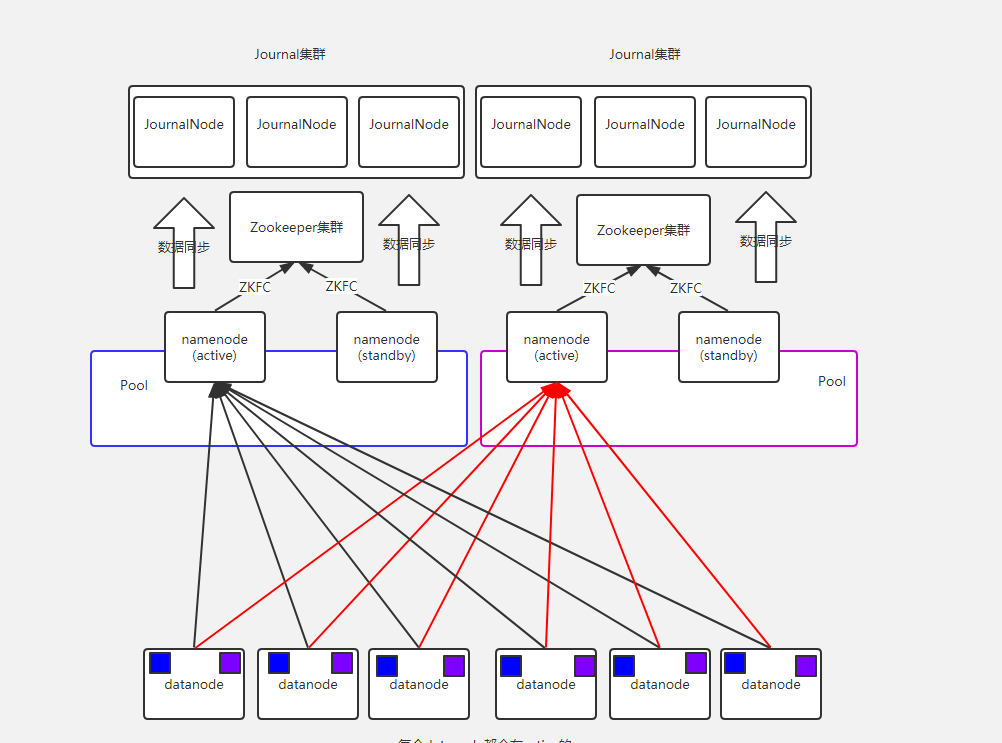 Journal集群
Journal集群
JournalNode
JournalNode
JournalNode
JournalNode
JournalNode
JournalNode
Zookeeper集群
Zookeeper集群
数据同步
数据同步
数据同步
数据同步
ZKFC
ZKFC
ZKFC
ZKFC
namenode
(active)
namenode
(standby)
namenode
(active)
namenode
(standby)
Pool
Pool
datanode
datanode
datanode
datanode
datanode
datanode